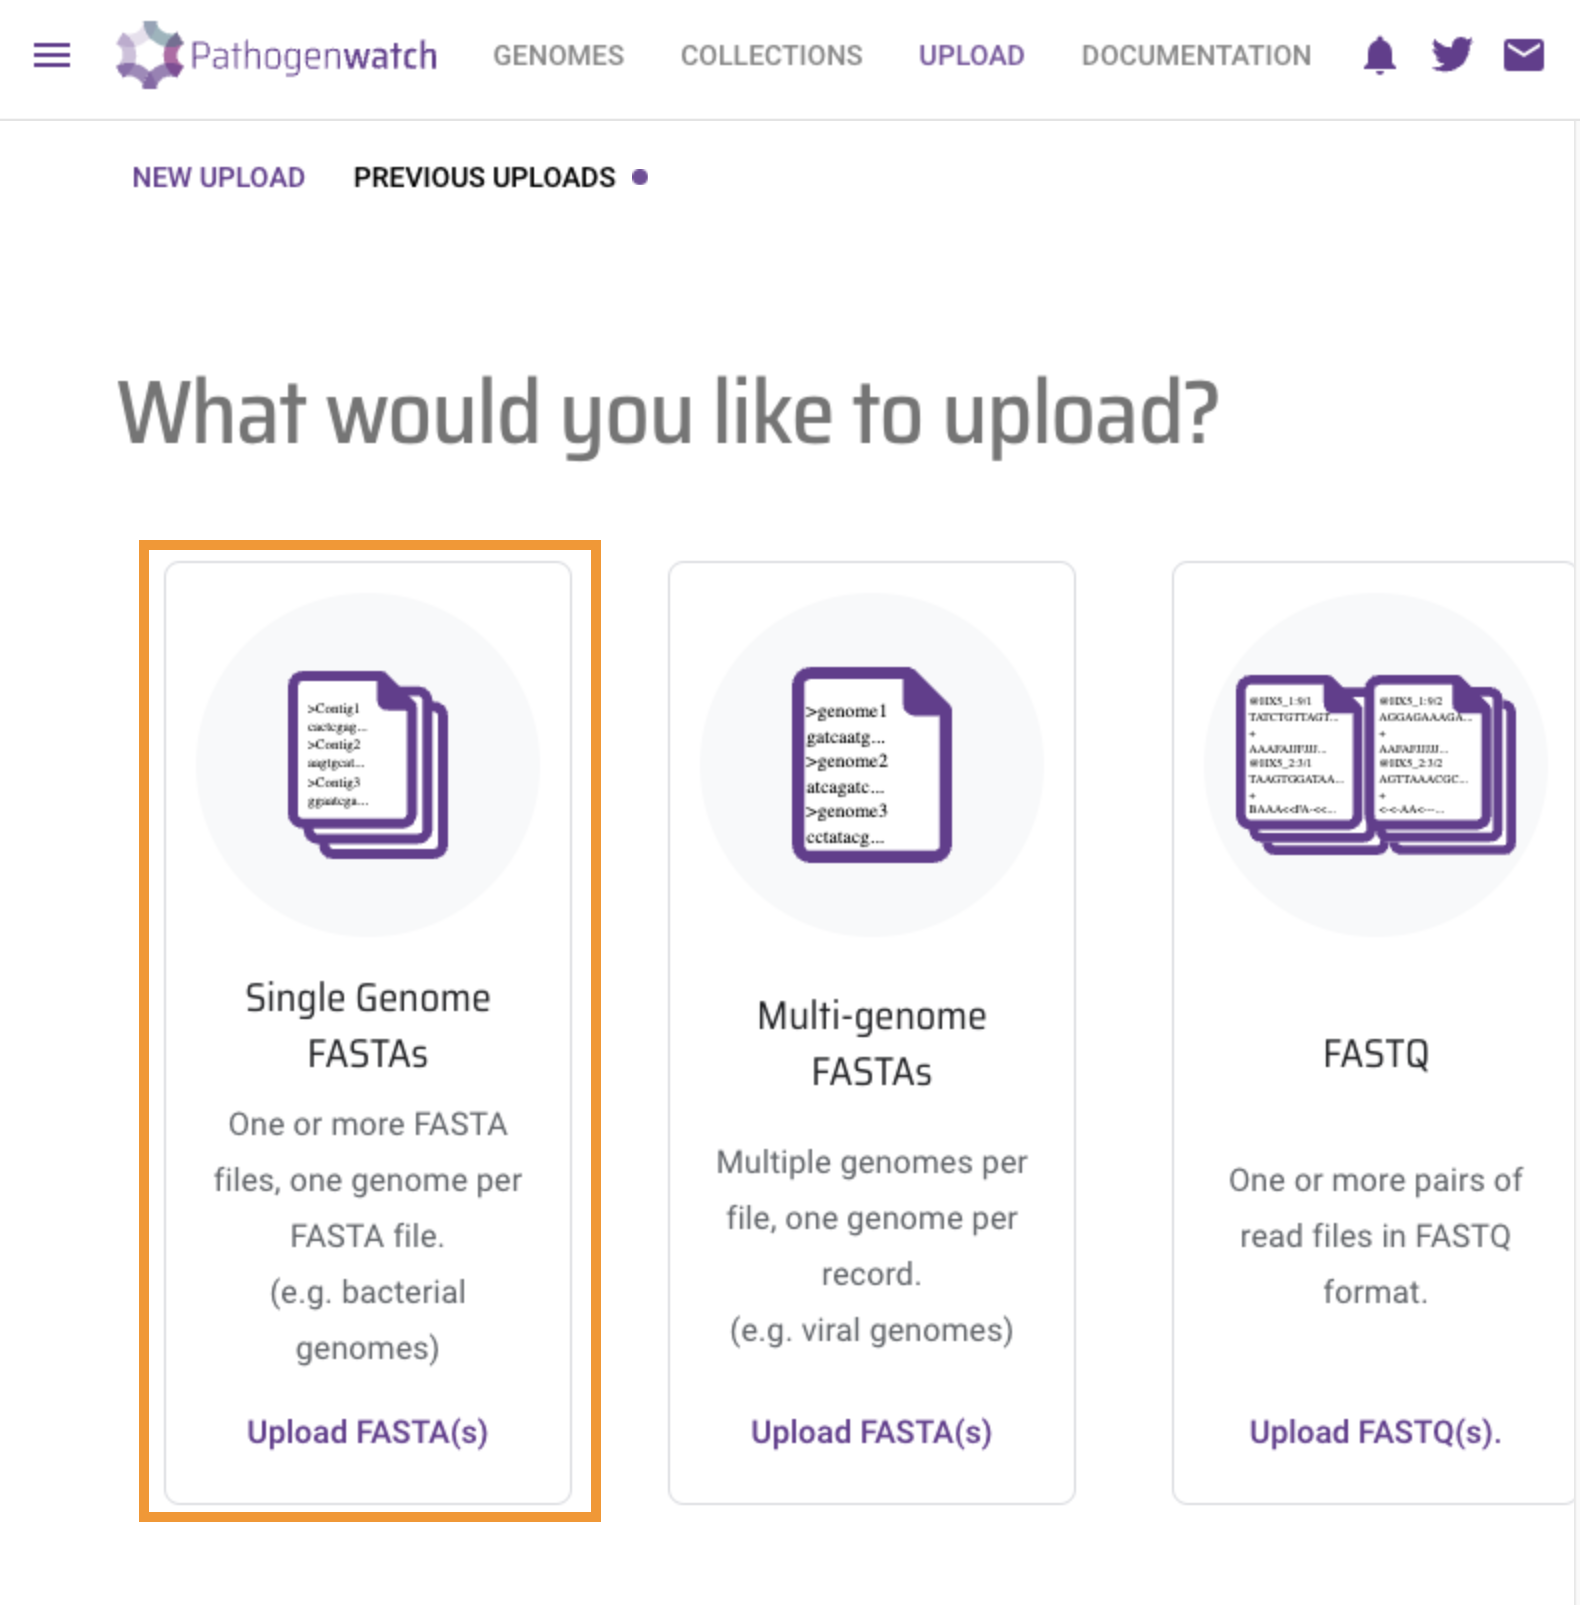 Pathogenwatch GENOMES COLLECTIONS UPLOAD DOCUMENTATION
NEW UPLOAD PREVIOUS UPLOADS
What would you like to upload?
>Contig1
cactcgag...
>Contig2
aagtgcat...
>Contig3
ggaatcga...
Single Genome
FASTAs
One or more FASTA
files, one genome per
FASTA file.
(e.g. bacterial
genomes)
Upload FASTA(s)
>genome1
gatcaatg...
>genome2
atcagatc...
>genome3
cctatacg...
Multi-genome
FASTAs
Multiple genomes per
file, one genome per
record.
(e.g. viral genomes)
Upload FASTA(s)
@HX5_1:9/1
TATCTGTTAGT...
+
@HX5_2:3/1
TAAGTGGATAA...
+
BAAA<<FA-<<...
@HX5_1:9/2
AGGAGAAAGA...
+
@HX5_2:3/2
AGTTAAACGC...
+
FASTQ
One or more pairs of
read files in FASTQ
format.
Upload FASTQ(s).